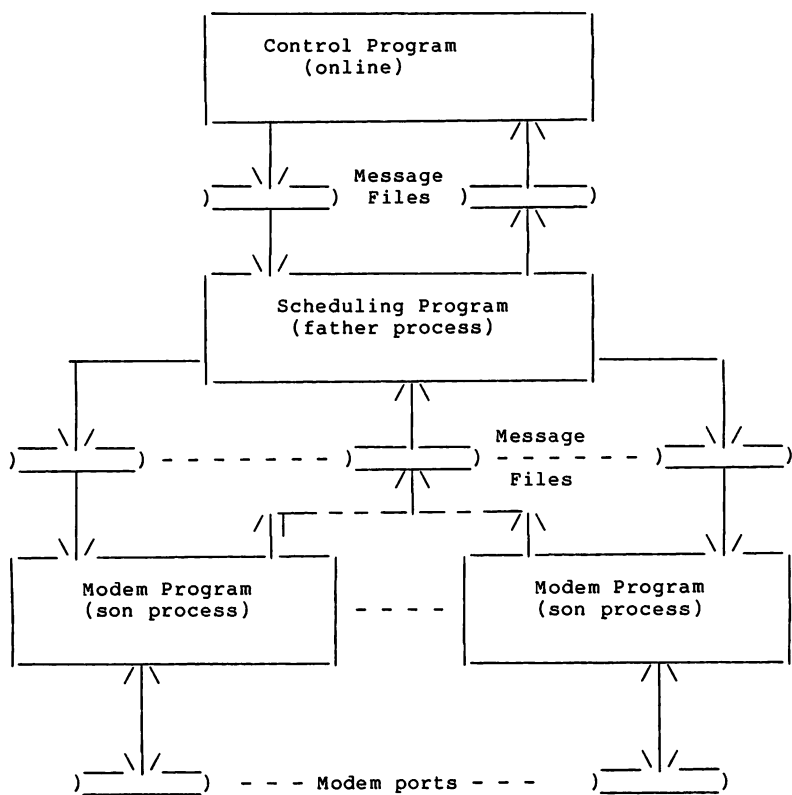 Control Program
(online)
Message
Files
Scheduling Program
(father process)
Message
Files
Modem Program
(son process)
Modem Program
(son process)
Modem ports